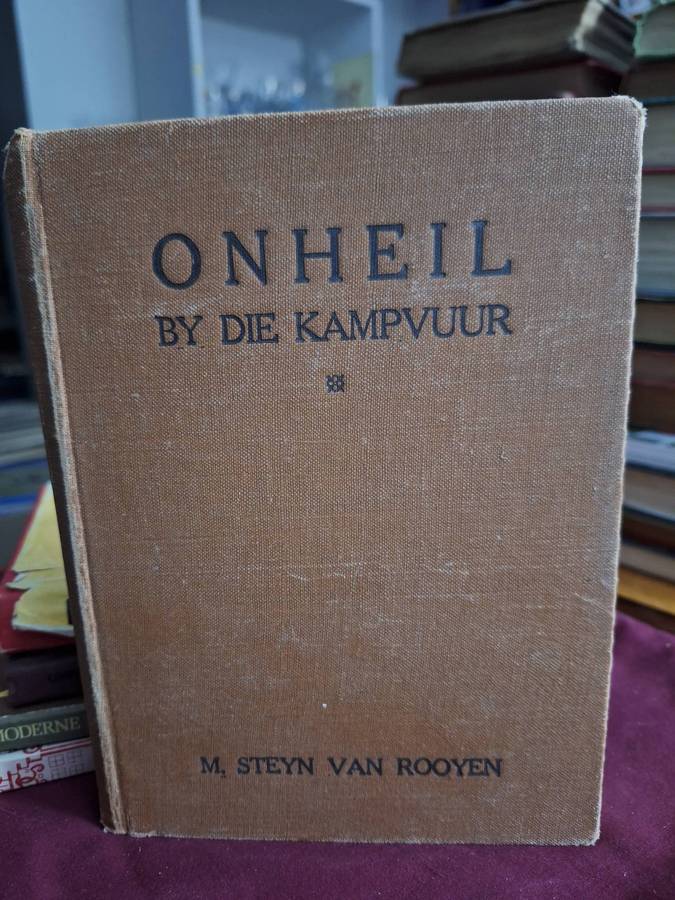 ONHEIL
BY DIE KAMPVUUR
M, STEYN VAN ROOYEN
MODERNE